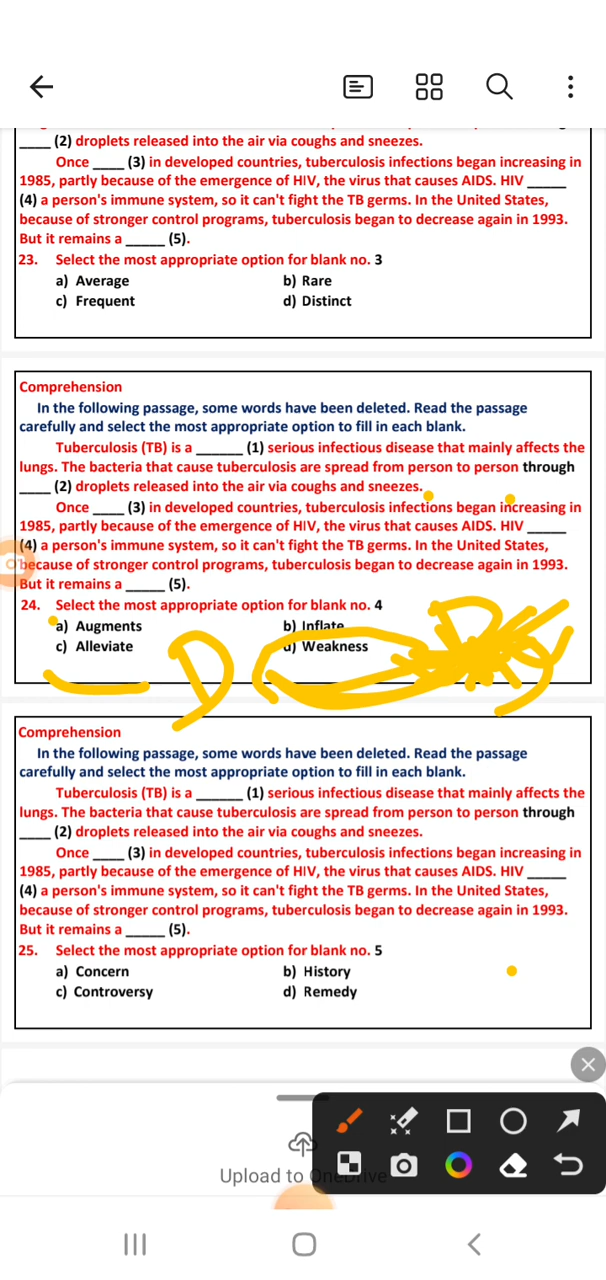 ____ (2) droplets released into the air via coughs and sneezes.
Once ____ (3) in developed countries, tuberculosis infections began increasing in
1985, partly because of the emergence of HIV, the virus that causes AIDS. HIV _____
(4) a person's immune system, so it can't fight the TB germs. In the United States,
because of stronger control programs, tuberculosis began to decrease again in 1993.
But it remains a _____ (5).
23. Select the most appropriate option for blank no. 3
a) Average b) Rare
c) Frequent d) Distinct
Comprehension
In the following passage, some words have been deleted. Read the passage
carefully and select the most appropriate option to fill in each blank.
Tuberculosis (TB) is a ______ (1) serious infectious disease that mainly affects the
lungs. The bacteria that cause tuberculosis are spread from person to person through
____ (2) droplets released into the air via coughs and sneezes.
Once ____ (3) in developed countries, tuberculosis infections began increasing in
1985, partly because of the emergence of HIV, the virus that causes AIDS. HIV _____
(4) a person's immune system, so it can't fight the TB germs. In the United States,
because of stronger control programs, tuberculosis began to decrease again in 1993.
But it remains a _____ (5).
24. Select the most appropriate option for blank no. 4
a) Augments b) Inflate
c) Alleviate d) Weakness
D
Comprehension
In the following passage, some words have been deleted. Read the passage
carefully and select the most appropriate option to fill in each blank.
Tuberculosis (TB) is a ______ (1) serious infectious disease that mainly affects the
lungs. The bacteria that cause tuberculosis are spread from person to person through
____ (2) droplets released into the air via coughs and sneezes.
Once ____ (3) in developed countries, tuberculosis infections began increasing in
1985, partly because of the emergence of HIV, the virus that causes AIDS. HIV _____
(4) a person's immune system, so it can't fight the TB germs. In the United States,
because of stronger control programs, tuberculosis began to decrease again in 1993.
But it remains a _____ (5).
25. Select the most appropriate option for blank no. 5
a) Concern b) History
c) Controversy d) Remedy
Upload to OneDrive